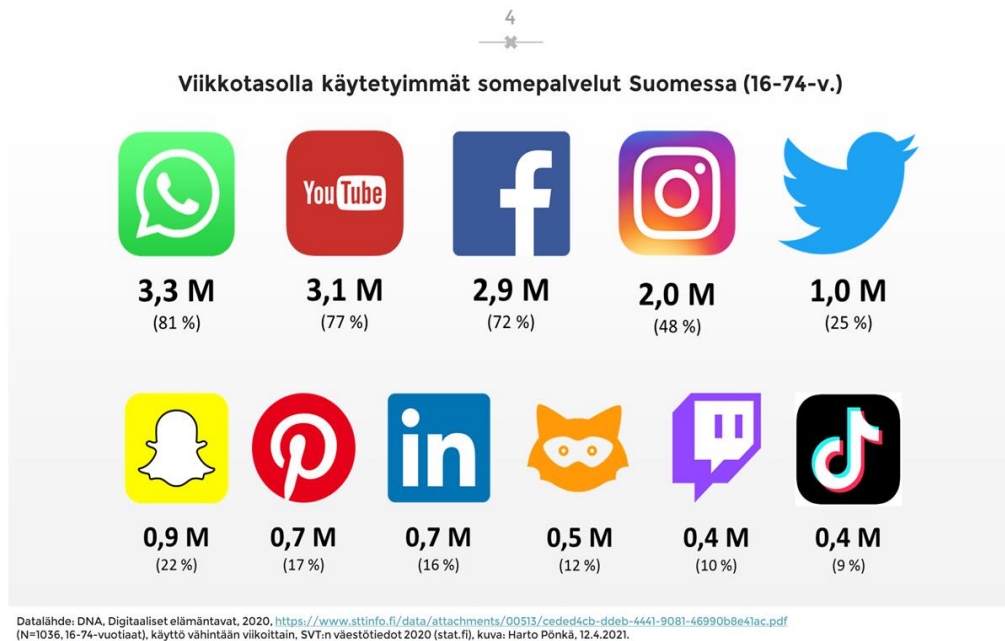 4
Viikkotasolla käytetyimmät somepalvelut Suomessa (16-74-v.)
You Tube
f
in
3,3 M
3,1 M
2,9 M
2,0 M
1,0 M
(81 %)
(77 %)
(72 %)
(48 %)
(25 %)
0,9 M
0,7 M
0,7 M
0,5 M
0,4 M
0,4 M
(22 %)
(17 %)
(16 %)
(12 %)
(10 %)
(9 %)
Datalähde: DNA, Digitaaliset elämäntavat, 2020, https://www.sttinfo.fi/data/attachments/00513/ceded4cb-ddeb-4441-9081-46990b8e41ac.pdf
(N=1036, 16-74-vuotiaat), käyttö vähintään viikoittain, SVT:n väestötiedot 2020 (stat.fi), kuva: Harto Pönkä, 12.4.2021.